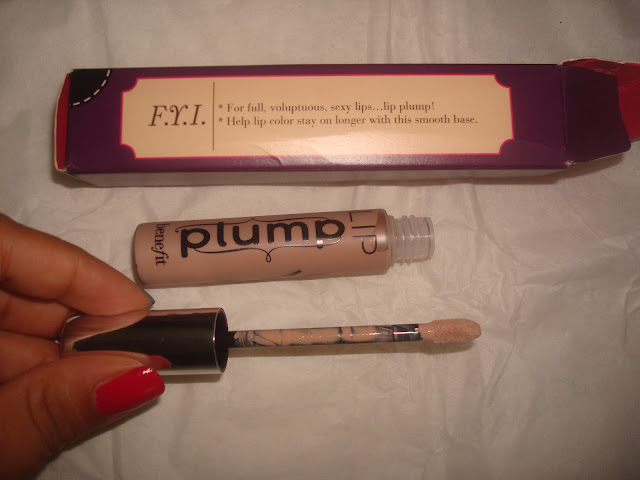 F.Y.I.
* For full, voluptuous, sexy lips...lip plump!
* Help lip color stay on longer with this smooth base.
benefit
plump
LIP